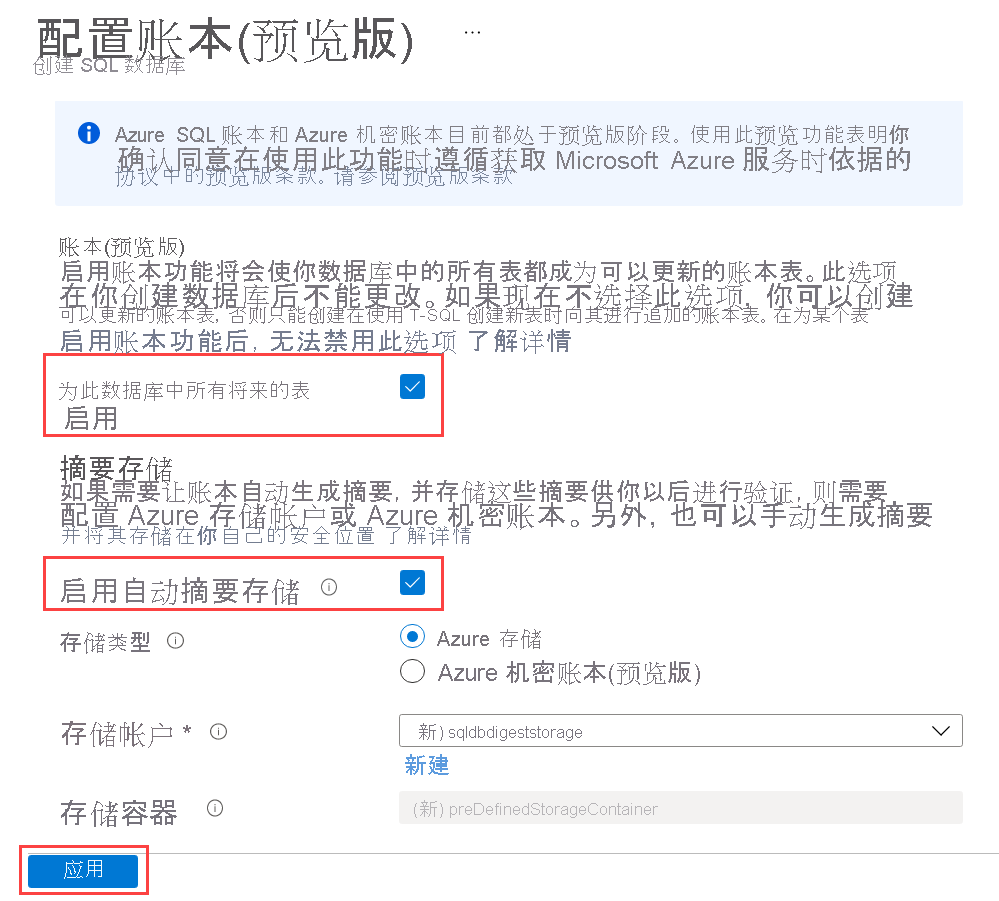 配置账本(预览版) ...
创建 SQL 数据库
Azure SQL 账本和 Azure 机密账本目前都处于预览版阶段。使用此预览功能表明你
确认同意在使用此功能时遵循获取 Microsoft Azure 服务时依据的
协议中的预览版条款。请参阅预览版条款
账本(预览版)
启用账本功能将会使你数据库中的所有表都成为可以更新的账本表。此选项
在你创建数据库后不能更改。如果现在不选择此选项, 你可以创建
可以更新的账本表, 否则只能创建在使用 T-SQL 创建新表时向其进行追加的账本表。在为某个表
启用账本功能后, 无法禁用此选项 了解详情
为此数据库中所有将来的表
启用
摘要存储
如果需要让账本自动生成摘要, 并存储这些摘要供你以后进行验证, 则需要
配置 Azure 存储帐户或 Azure 机密账本。另外, 也可以手动生成摘要
并将其存储在你自己的安全位置 了解详情
启用自动摘要存储
存储类型
Azure 存储
Azure 机密账本(预览版)
存储帐户 *
新) sqldbdigeststorage
新建
存储容器
(新) preDefinedStorageContainer
应用